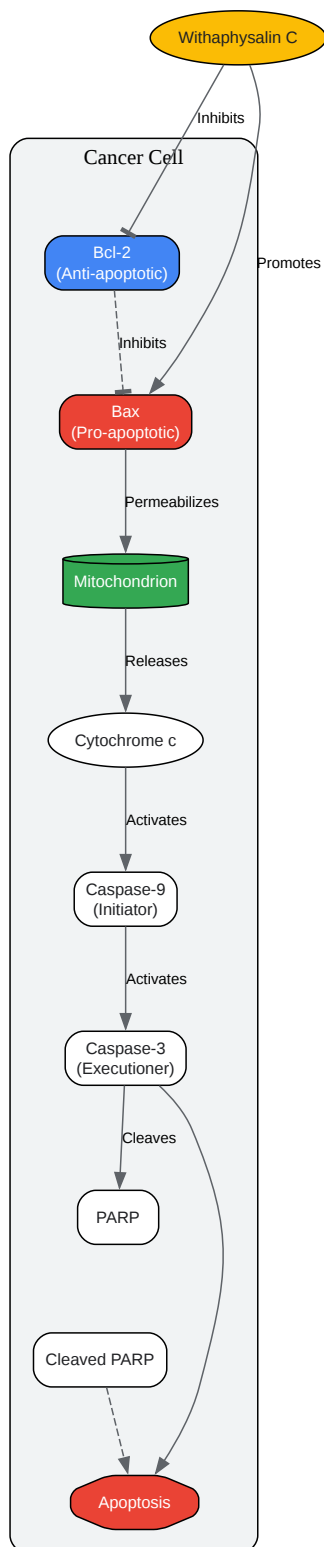 Withaphysalin C
Inhibits
Cancer Cell
Bcl-2
(Anti-apoptotic)
Promotes
Inhibits
Bax
(Pro-apoptotic)
Permeabilizes
Mitochondrion
Releases
Cytochrome c
Activates
Caspase-9
(Initiator)
Activates
Caspase-3
(Executioner)
Cleaves
PARP
Cleaved PARP
Apoptosis